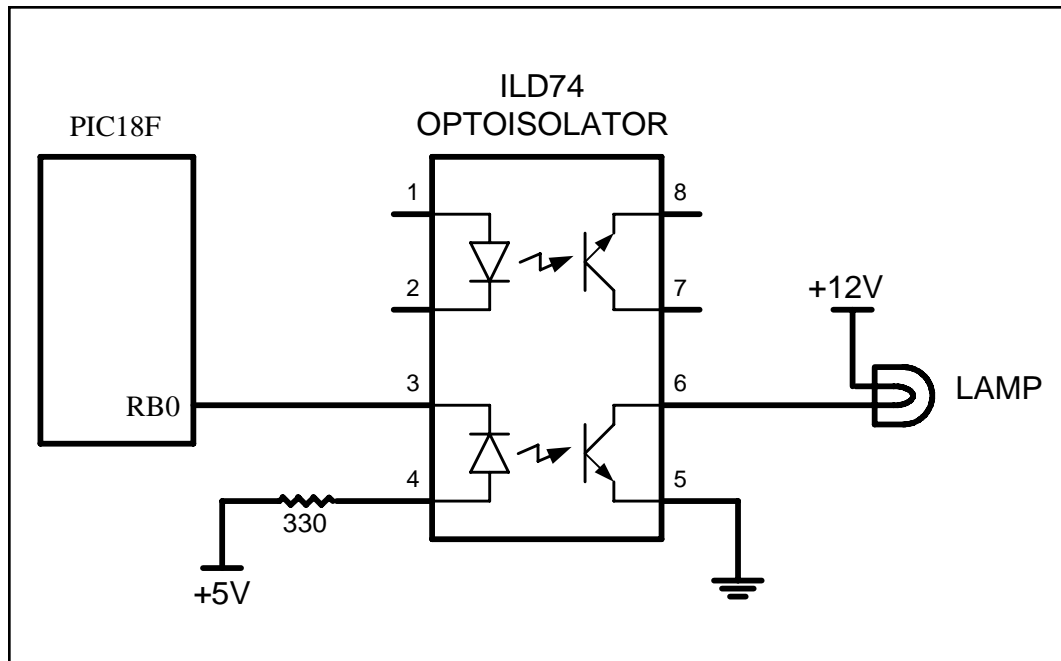 ILD74
OPTOISOLATOR
PIC18F
1
8
2
7
+12V
3
6
LAMP
RB0
4
5
330
+5V